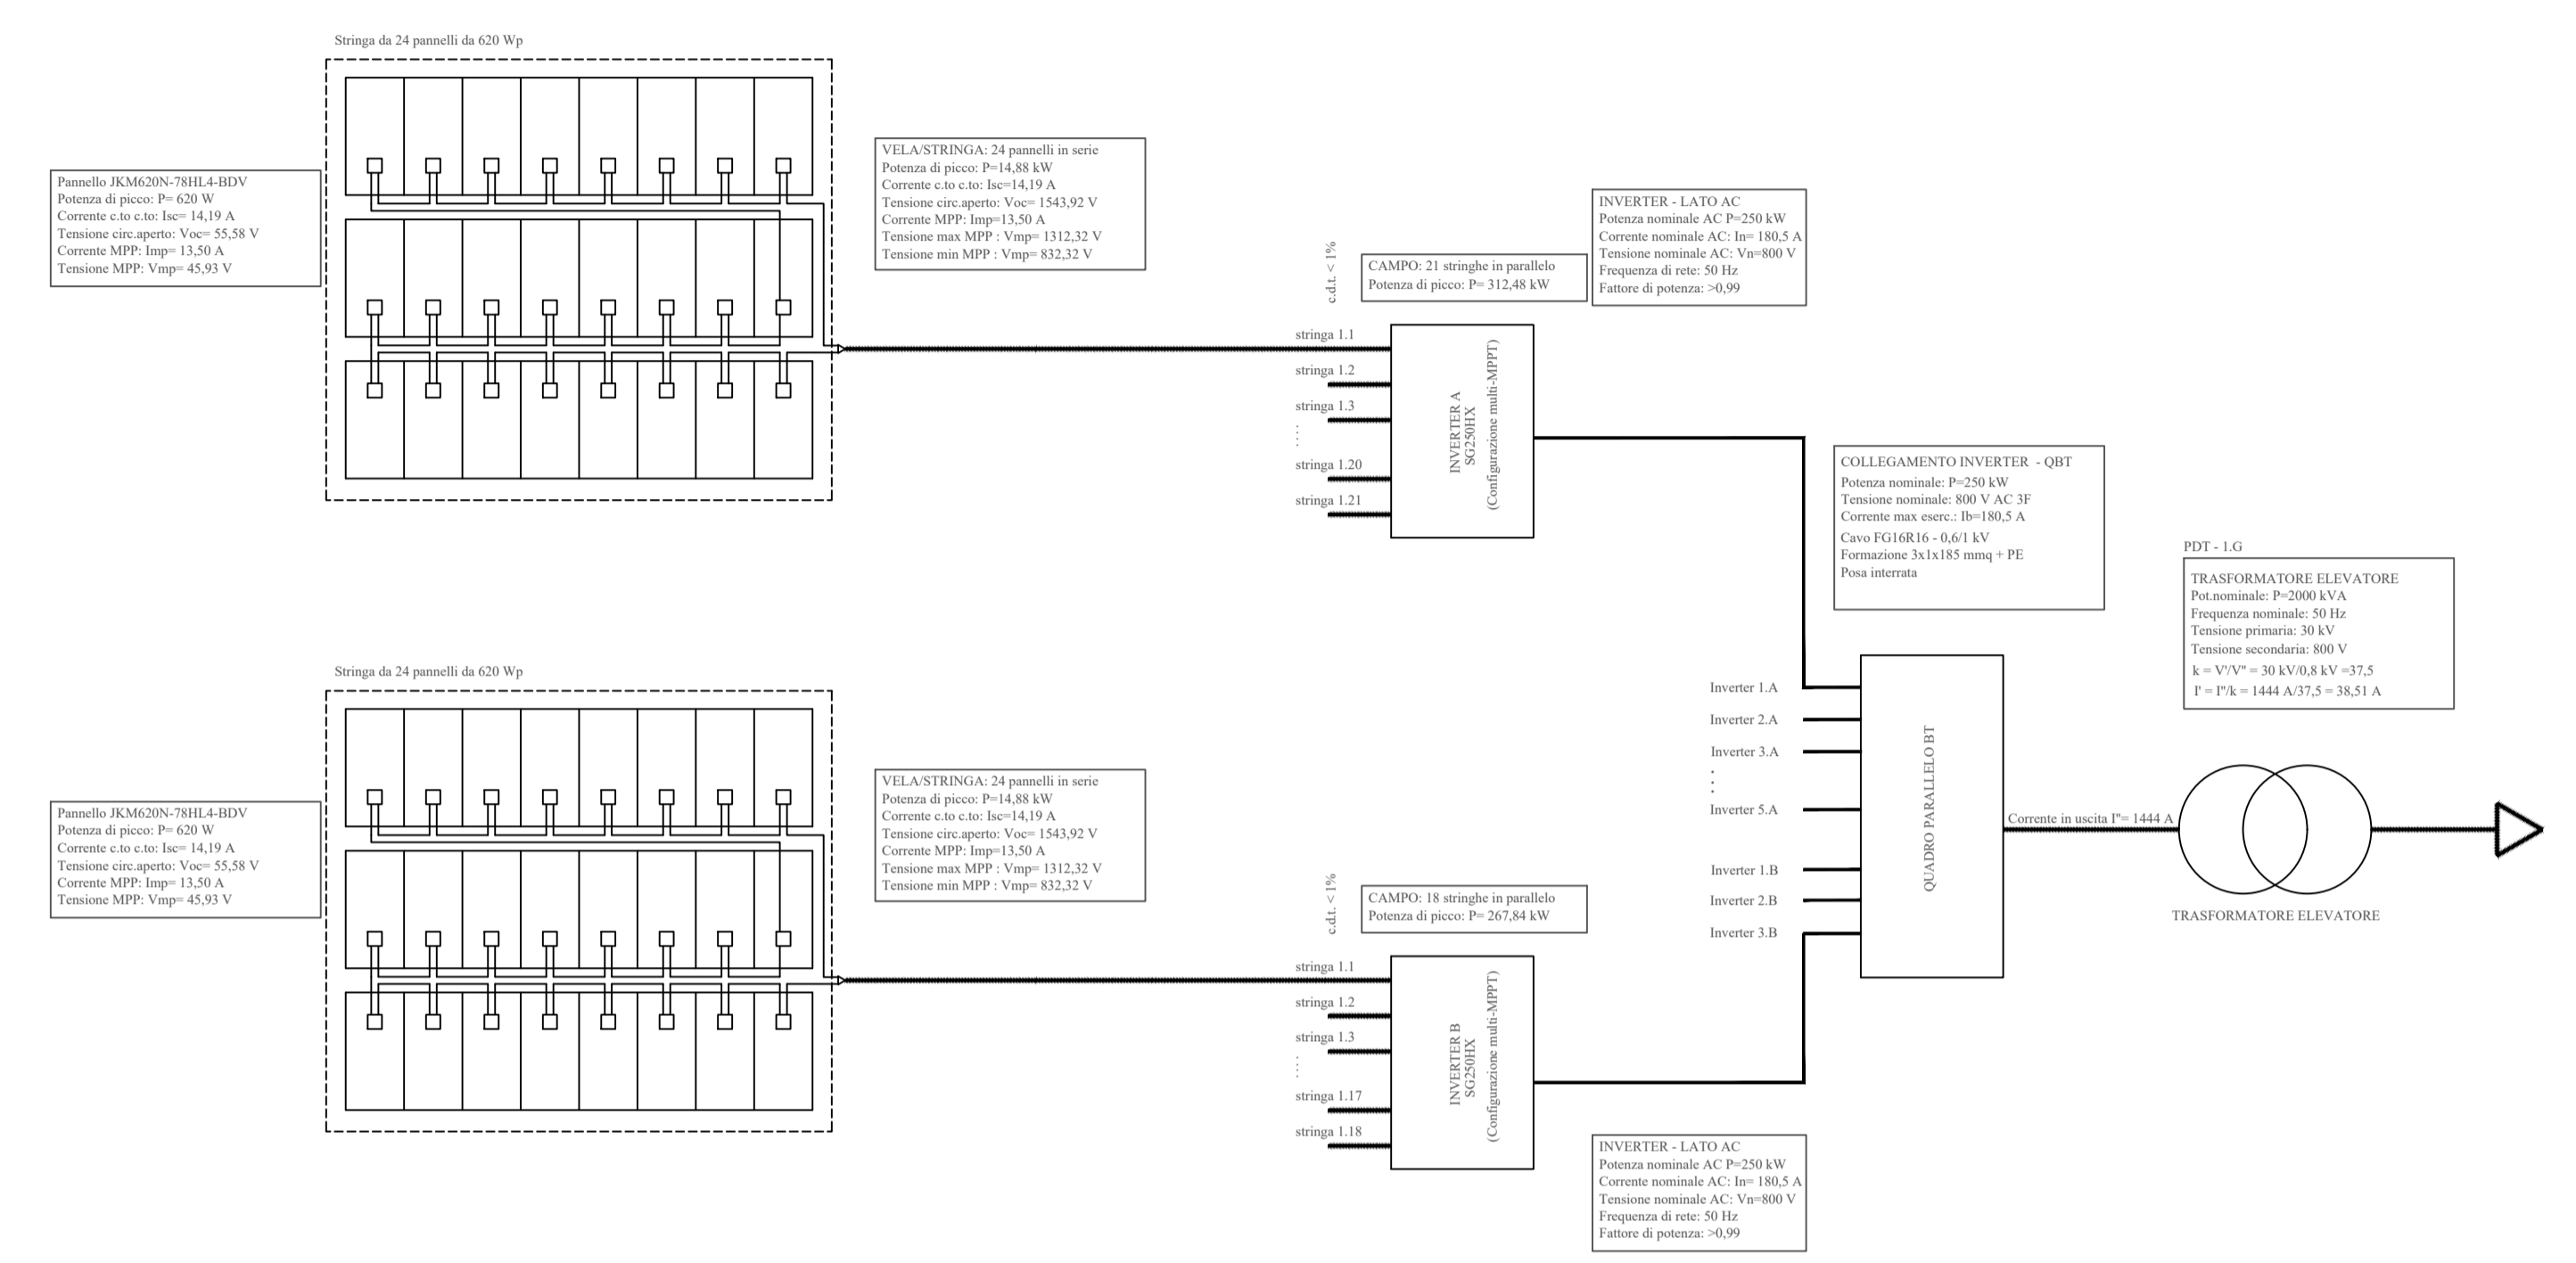 Stringa da 24 pannelli da 620 Wp
Pannello JKM620N-78HL4-BDV
Potenza di picco: P= 620 W
Corrente c.to c.to: Isc= 14,19 A
Tensione circ.aperto: Voc= 55,58 V
Corrente MPP: Imp= 13,50 A
Tensione MPP: Vmp= 45,93 V
VELA/STRINGA: 24 pannelli in serie
Potenza di picco: P=14,88 kW
Corrente c.to c.to: Isc=14,19 A
Tensione circ.aperto: Voc= 1543,92 V
Corrente MPP: Imp=13,50 A
Tensione max MPP : Vmp= 1312,32 V
Tensione min MPP : Vmp= 832,32 V
c.d.t. < 1%
CAMPO: 21 stringhe in parallelo
Potenza di picco: P= 312,48 kW
INVERTER - LATO AC
Potenza nominale AC P=250 kW
Corrente nominale AC: In= 180,5 A
Tensione nominale AC: Vn=800 V
Frequenza di rete: 50 Hz
Fattore di potenza: >0,99
stringa 1.1
stringa 1.2
stringa 1.3
....
stringa 1.20
stringa 1.21
INVERTER A
SG250HX
(Configurazione multi-MPPT)
COLLEGAMENTO INVERTER - QBT
Potenza nominale: P=250 kW
Tensione nominale: 800 V AC 3F
Corrente max eserc.: Ib=180,5 A
Cavo FG16R16 - 0,6/1 kV
Formazione 3x1x185 mmq + PE
Posa interrata
PDT - 1.G
TRASFORMATORE ELEVATORE
Pot.nominale: P=2000 kVA
Frequenza nominale: 50 Hz
Tensione primaria: 30 kV
Tensione secondaria: 800 V
k = V'/V" = 30 kV/0,8 kV =37,5
I' = I"/k = 1444 A/37,5 = 38,51 A
Inverter 1.A
Inverter 2.A
Inverter 3.A
....
Inverter 5.A
Inverter 1.B
Inverter 2.B
Inverter 3.B
QUADRO PARALLELO BT
Corrente in uscita I"= 1444 A
TRASFORMATORE ELEVATORE
Stringa da 24 pannelli da 620 Wp
Pannello JKM620N-78HL4-BDV
Potenza di picco: P= 620 W
Corrente c.to c.to: Isc= 14,19 A
Tensione circ.aperto: Voc= 55,58 V
Corrente MPP: Imp= 13,50 A
Tensione MPP: Vmp= 45,93 V
VELA/STRINGA: 24 pannelli in serie
Potenza di picco: P=14,88 kW
Corrente c.to c.to: Isc=14,19 A
Tensione circ.aperto: Voc= 1543,92 V
Corrente MPP: Imp=13,50 A
Tensione max MPP : Vmp= 1312,32 V
Tensione min MPP : Vmp= 832,32 V
c.d.t. < 1%
CAMPO: 18 stringhe in parallelo
Potenza di picco: P= 267,84 kW
stringa 1.1
stringa 1.2
stringa 1.3
....
stringa 1.17
stringa 1.18
INVERTER B
SG250HX
(Configurazione multi-MPPT)
INVERTER - LATO AC
Potenza nominale AC P=250 kW
Corrente nominale AC: In= 180,5 A
Tensione nominale AC: Vn=800 V
Frequenza di rete: 50 Hz
Fattore di potenza: >0,99